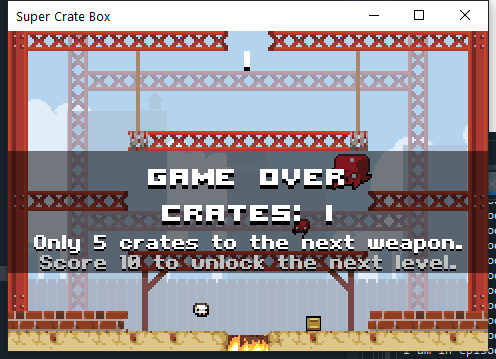 Super Crate Box
1
GAME OVER
CRATES: 1
Only 5 crates to the next weapon.
Score 10 to unlock the next level.